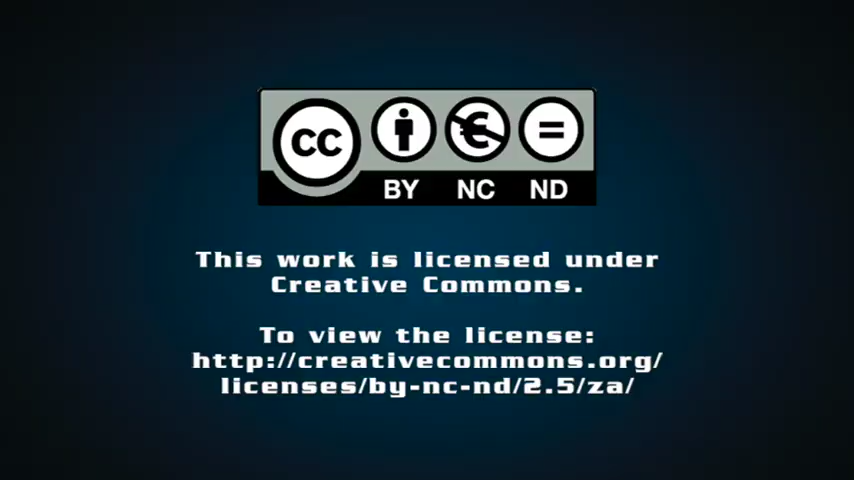 CC
BY NC ND
This work is licensed under
Creative Commons.
To view the license:
http://creativecommons.org/
licenses/by-nc-nd/2.5/za/